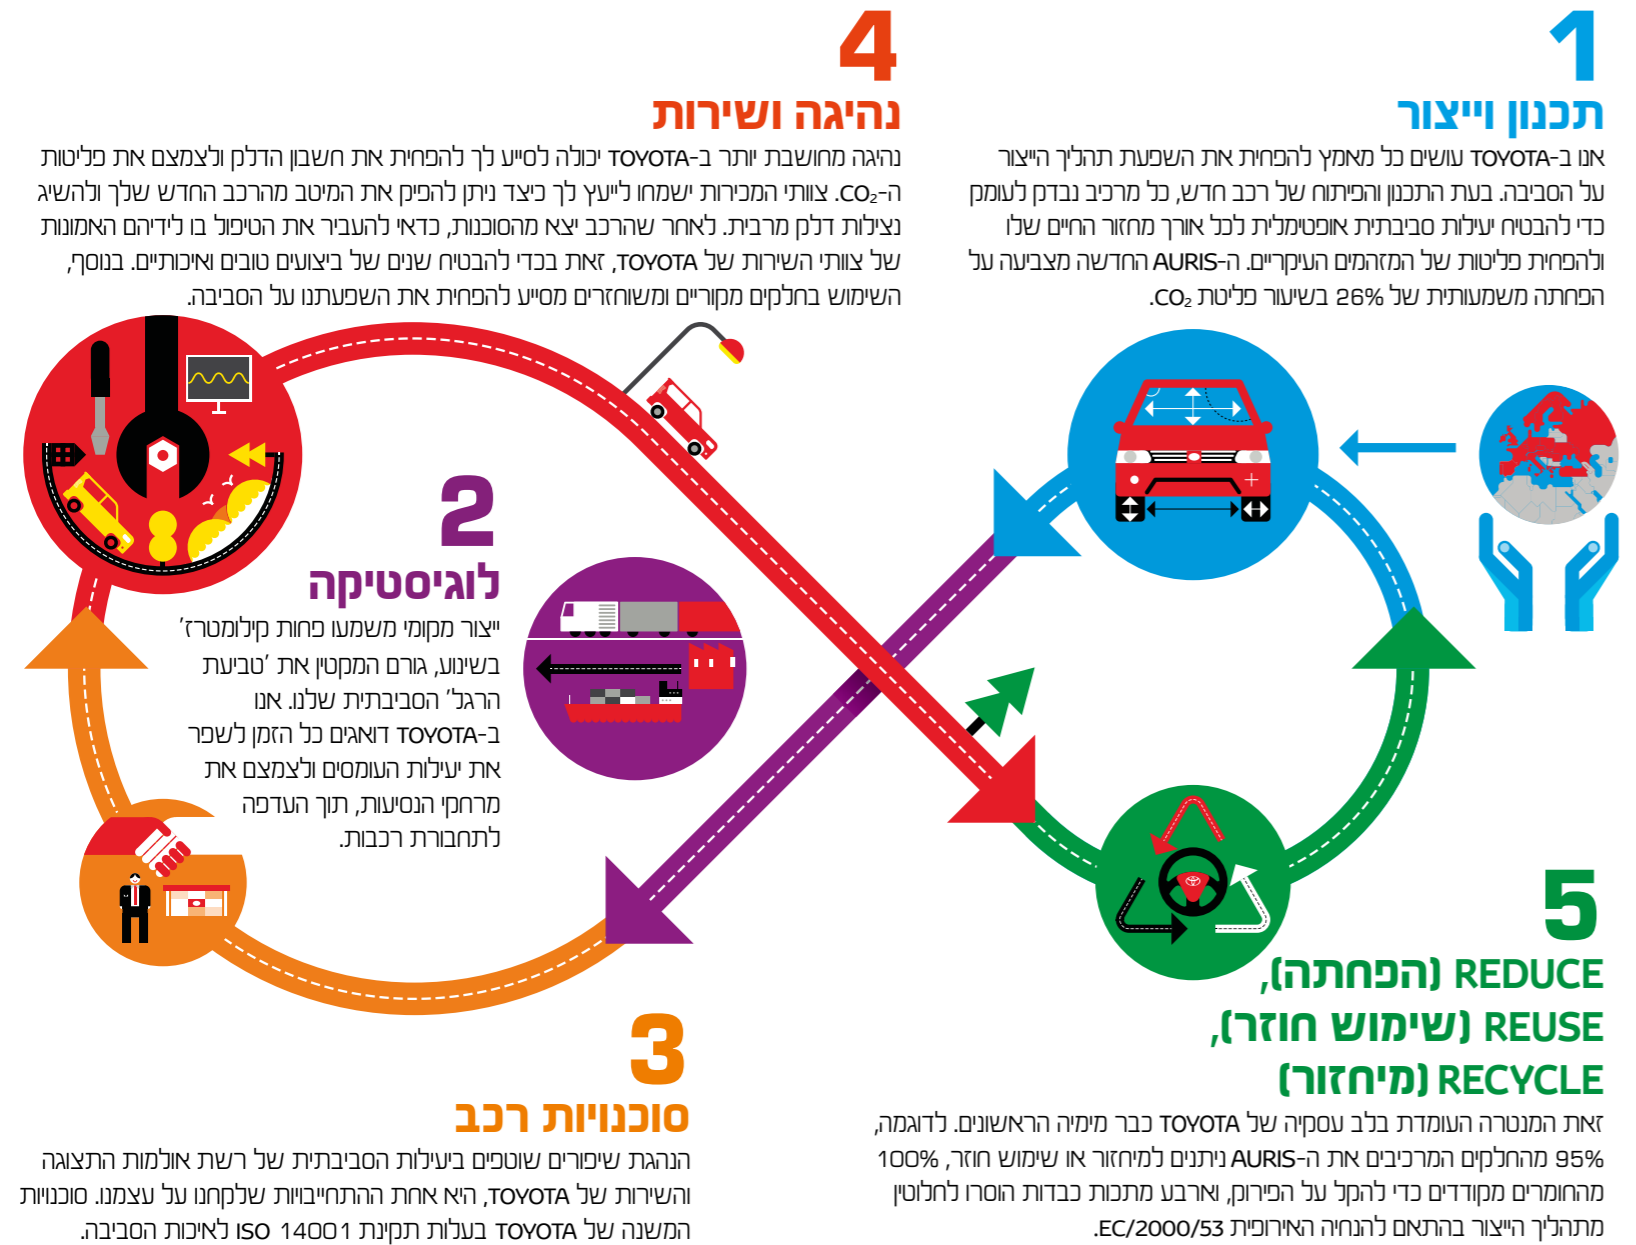 1
תכנון וייצור
אנו ב-TOYOTA עושים כל מאמץ להפחית את השפעת תהליך הייצור
על הסביבה. בעת התכנון והפיתוח של רכב חדש, כל מרכיב נבדק לעומק
כדי להבטיח יעילות סביבתית אופטימלית לכל אורך מחזור החיים שלו
ולהפחית פליטות של המזהמים העיקריים. ה-AURIS החדשה מצביעה על
הפחתה משמעותית של 26% בשיעור פליטת CO₂.
4
נהיגה ושירות
נהיגה מחושבת יותר ב-TOYOTA יכולה לסייע לך להפחית את חשבון הדלק ולצמצם את פליטות
ה-CO₂. צוותי המכירות ישמחו לייעץ לך כיצד ניתן להפיק את המיטב מהרכב החדש שלך ולהשיג
נצילות דלק מרבית. לאחר שהרכב יצא מהסוכנות, כדאי להעביר את הטיפול בו לידיהם האמונות
של צוותי השירות של TOYOTA, זאת בכדי להבטיח שנים של ביצועים טובים ואיכותיים. בנוסף,
השימוש בחלקים מקוריים ומשוחזרים מסייע להפחית את השפעתנו על הסביבה.
2
לוגיסטיקה
ייצור מקומי משמעו פחות קילומטרז'
בשינוע, גורם המקטין את 'טביעת
הרגל' הסביבתית שלנו. אנו
ב-TOYOTA דואגים כל הזמן לשפר
את יעילות העומסים ולצמצם את
מרחקי הנסיעות, תוך העדפה
לתחבורת רכבות.
3
סוכנויות רכב
הנהגת שיפורים שוטפים ביעילות הסביבתית של רשת אולמות התצוגה
והשירות של TOYOTA, היא אחת ההתחייבויות שלקחנו על עצמנו. סוכנויות
המשנה של TOYOTA בעלות תקינת ISO 14001 לאיכות הסביבה.
5
REDUCE (הפחתה),
REUSE (שימוש חוזר),
RECYCLE (מיחזור)
זאת המנטרה העומדת בלב עסקיה של TOYOTA כבר מימיה הראשונים. לדוגמה,
95% מהחלקים המרכיבים את ה-AURIS ניתנים למיחזור או שימוש חוזר, 100%
מהחומרים מקודדים כדי להקל על הפירוק, וארבע מתכות כבדות הוסרו לחלוטין
מתהליך הייצור בהתאם להנחיה האירופית EC/2000/53.